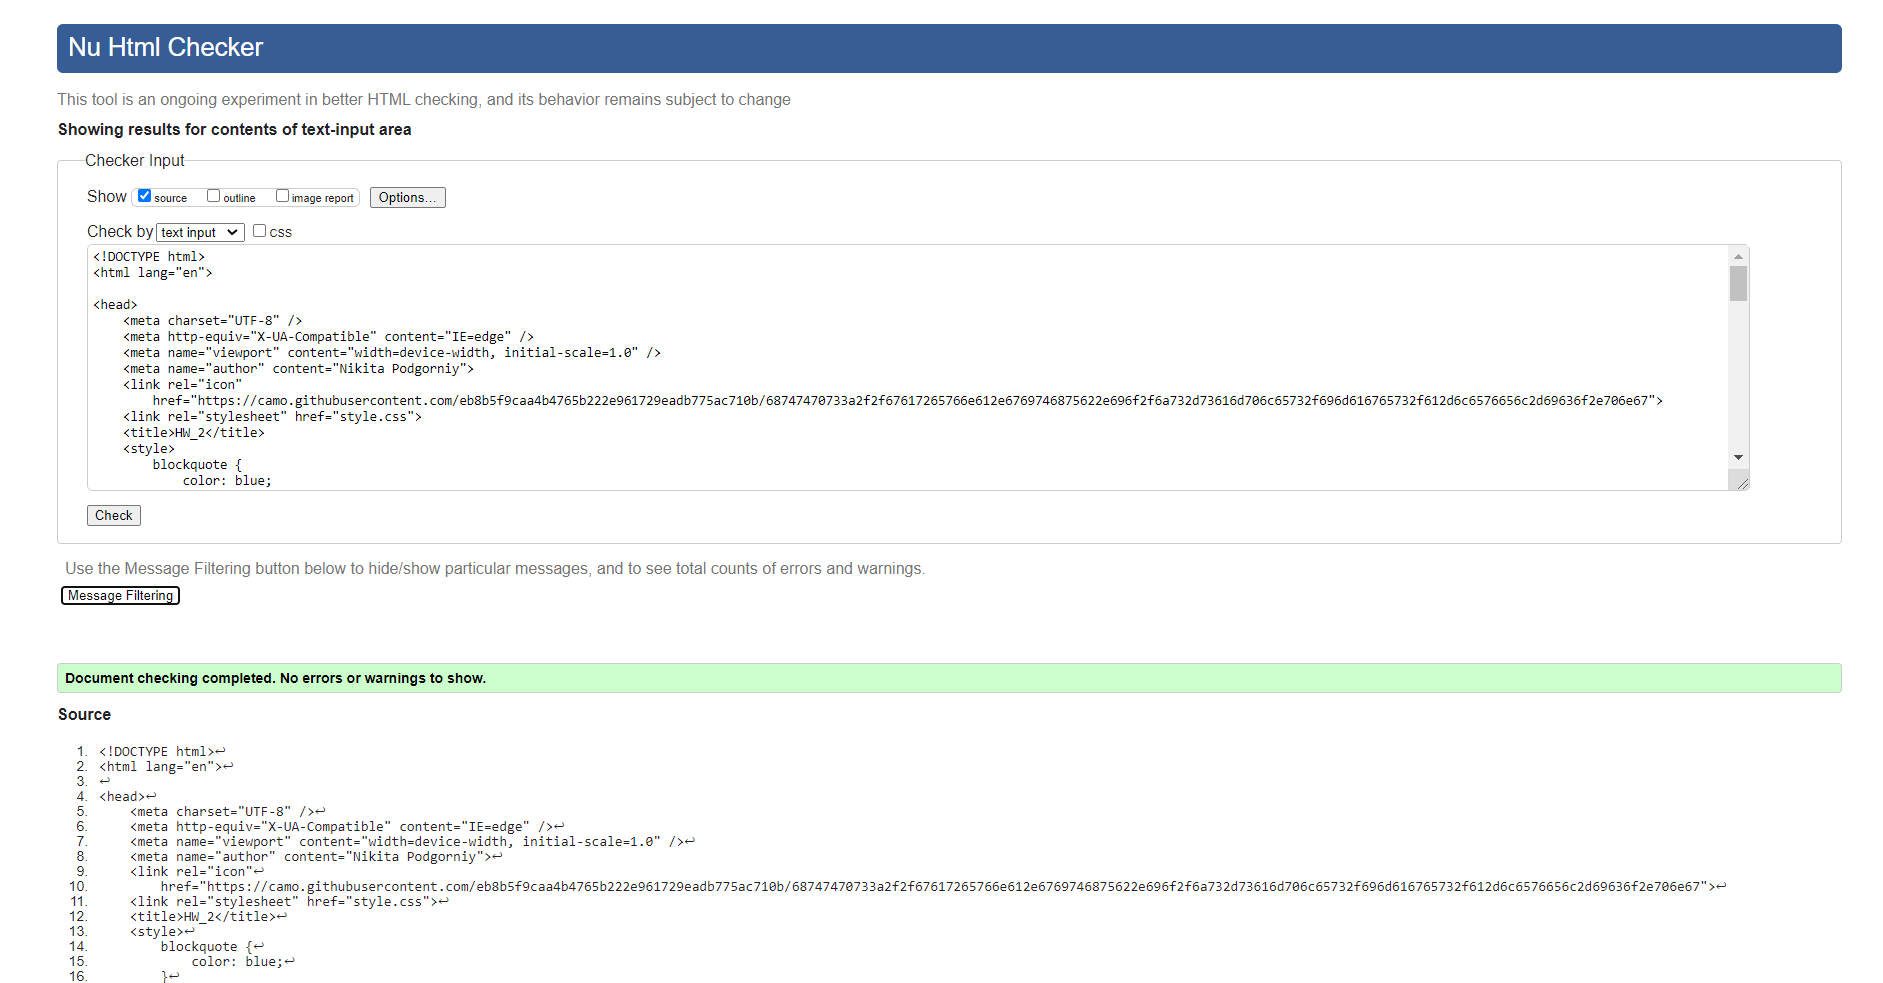 Nu Html Checker
This tool is an ongoing experiment in better HTML checking, and its behavior remains subject to change
Showing results for contents of text-input area
Checker Input
Show source outline image report Options...
Check by text input css
<!DOCTYPE html>
<html lang="en">
<head>
<meta charset="UTF-8" />
<meta http-equiv="X-UA-Compatible" content="IE=edge" />
<meta name="viewport" content="width=device-width, initial-scale=1.0" />
<meta name="author" content="Nikita Podgorniy">
<link rel="icon"
href="https://camo.githubusercontent.com/eb8b5f9caa4b4765b222e961729eadb775ac710b/68747470733a2f2f67617265766e612e6769746875622e696f2f6a732d73616d706c65732f696d616765732f612d6c6576656c2d69636f2e706e67">
<link rel="stylesheet" href="style.css">
<title>HW_2</title>
<style>
blockquote {
color: blue;
Check
Use the Message Filtering button below to hide/show particular messages, and to see total counts of errors and warnings.
Message Filtering
Document checking completed. No errors or warnings to show.
Source
1. <!DOCTYPE html>↩
2. <html lang="en">↩
3. ↩
4. <head>↩
5. <meta charset="UTF-8" />↩
6. <meta http-equiv="X-UA-Compatible" content="IE=edge" />↩
7. <meta name="viewport" content="width=device-width, initial-scale=1.0" />↩
8. <meta name="author" content="Nikita Podgorniy">↩
9. <link rel="icon"↩
10. href="https://camo.githubusercontent.com/eb8b5f9caa4b4765b222e961729eadb775ac710b/68747470733a2f2f67617265766e612e6769746875622e696f2f6a732d73616d706c65732f696d616765732f612d6c6576656c2d69636f2e706e67">↩
11. <link rel="stylesheet" href="style.css">↩
12. <title>HW_2</title>↩
13. <style>↩
14. blockquote {↩
15. color: blue;↩
16. }↩